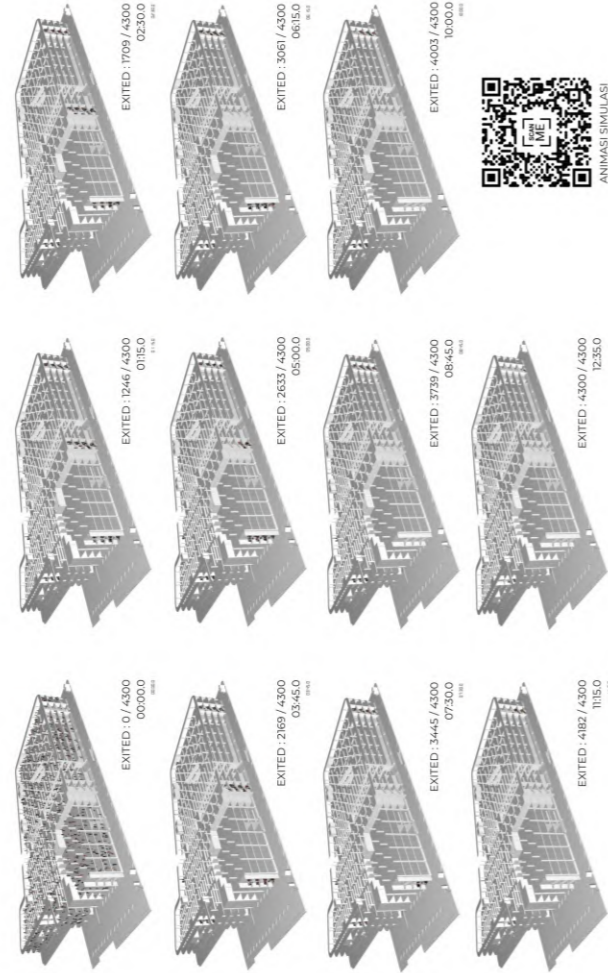 EXITED : 0 / 4300
00:00.0
EXITED : 1246 / 4300
01:15.0
EXITED : 1709 / 4300
02:30.0
EXITED : 2169 / 4300
03:45.0
EXITED : 2633 / 4300
05:00.0
EXITED : 3061 / 4300
06:15.0
EXITED : 3445 / 4300
07:30.0
EXITED : 3739 / 4300
08:45.0
EXITED : 4003 / 4300
10:00.0
EXITED : 4182 / 4300
11:15.0
EXITED : 4300 / 4300
12:35.0
SCAN
ME
ANIMASI SIMULASI